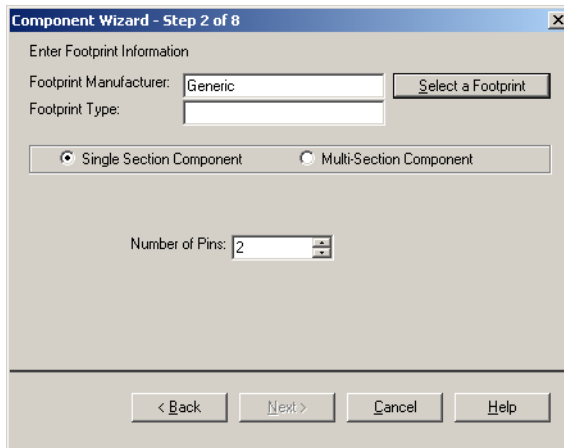 Component Wizard - Step 2 of 8
Enter Footprint Information
Footprint Manufacturer: Generic Select a Footprint
Footprint Type:
Single Section Component Multi-Section Component
Number of Pins: 2
< Back Next > Cancel Help